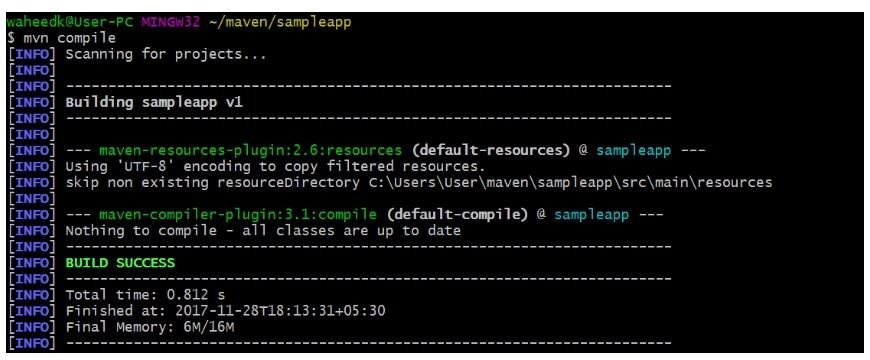 waheedk@User-PC MINGW32 ~/maven/sampleapp
$ mvn compile
[INFO] Scanning for projects...
[INFO]
[INFO] ------------------------------------------------------------------------
[INFO] Building sampleapp v1
[INFO] ------------------------------------------------------------------------
[INFO]
[INFO] --- maven-resources-plugin:2.6:resources (default-resources) @ sampleapp ---
[INFO] Using 'UTF-8' encoding to copy filtered resources.
[INFO] skip non existing resourceDirectory C:\Users\User\maven\sampleapp\src\main\resources
[INFO]
[INFO] --- maven-compiler-plugin:3.1:compile (default-compile) @ sampleapp ---
[INFO] Nothing to compile - all classes are up to date
[INFO] ------------------------------------------------------------------------
[INFO] BUILD SUCCESS
[INFO] ------------------------------------------------------------------------
[INFO] Total time: 0.812 s
[INFO] Finished at: 2017-11-28T18:13:31+05:30
[INFO] Final Memory: 6M/16M
[INFO] ------------------------------------------------------------------------